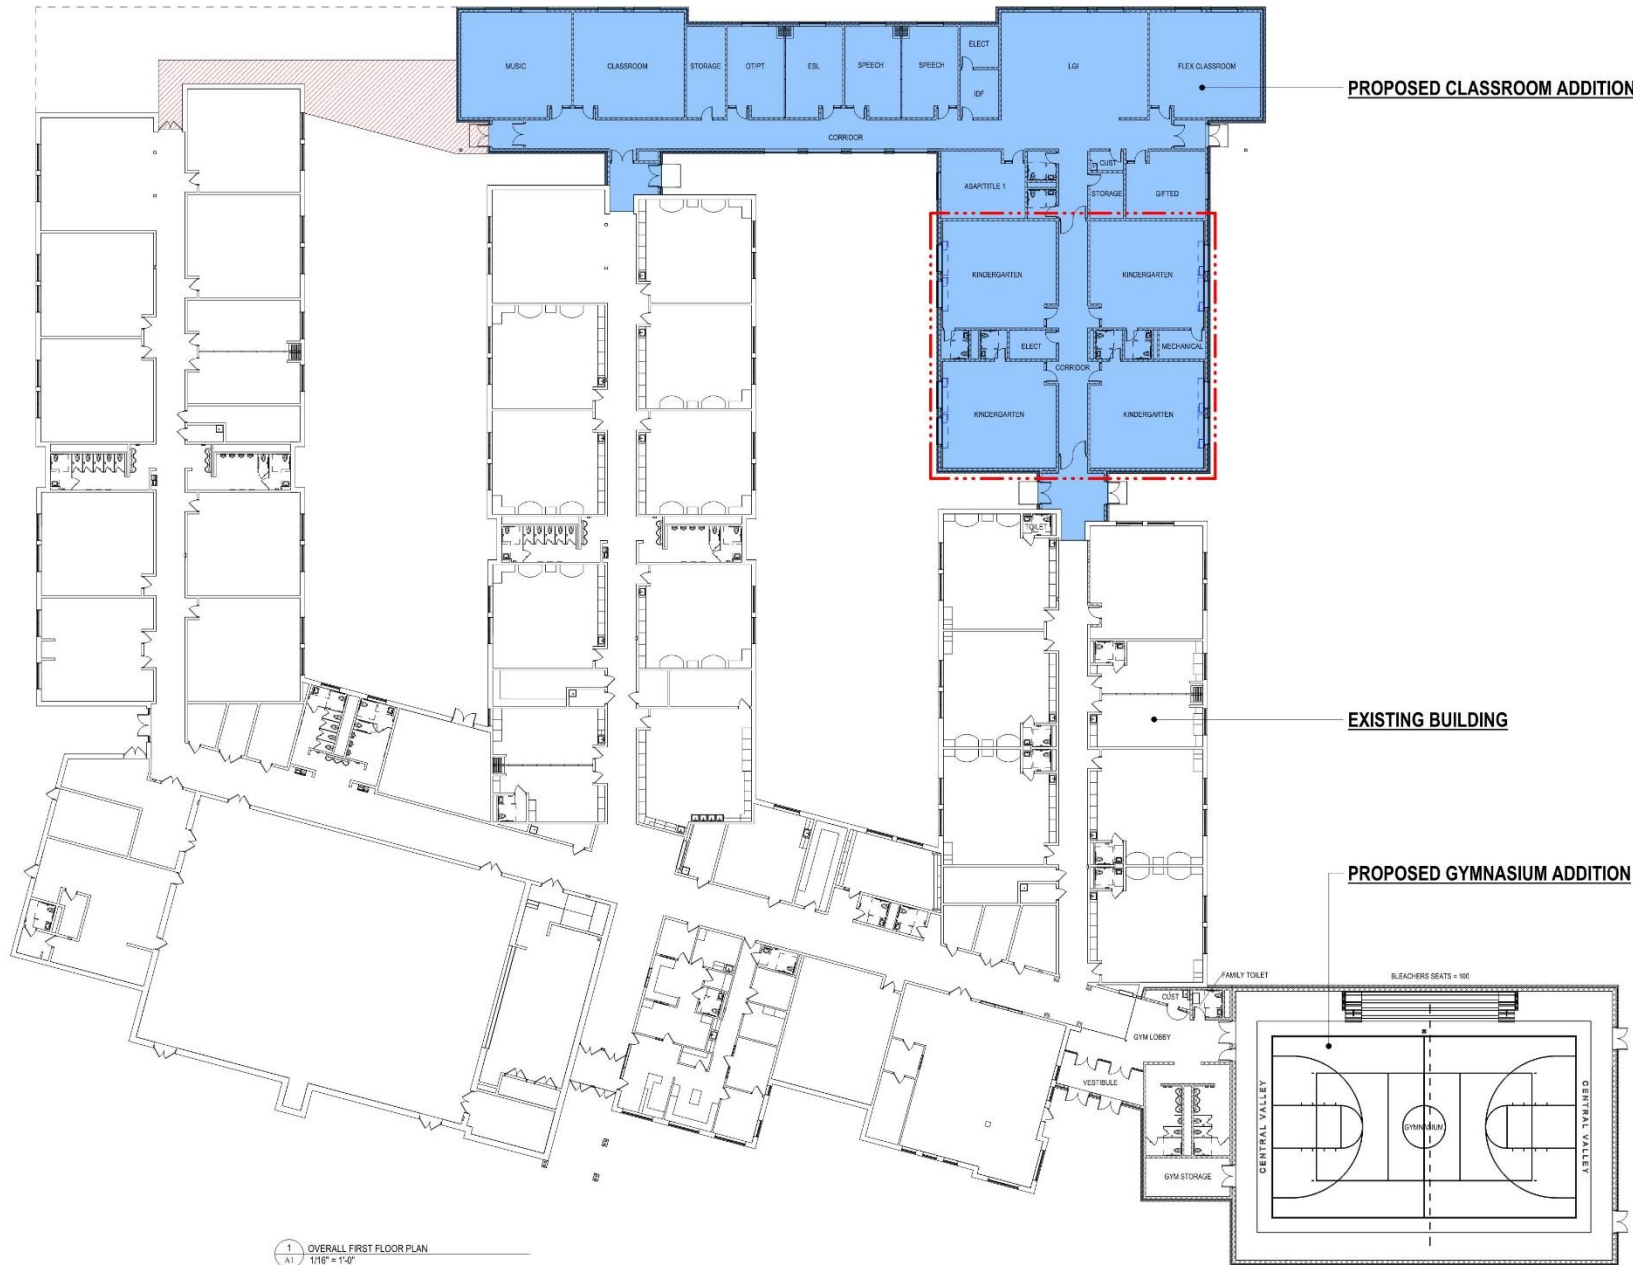 MUSIC
CLASSROOM
STORAGE
OT/PT
ESL
SPEECH
SPEECH
ELECT
IDF
LGI
FLEX CLASSROOM
PROPOSED CLASSROOM ADDITION
CORRIDOR
ASAP/TITLE 1
CUST
STORAGE
GIFTED
KINDERGARTEN
KINDERGARTEN
ELECT
MECHANICAL
CORRIDOR
KINDERGARTEN
KINDERGARTEN
TOILET
EXISTING BUILDING
PROPOSED GYMNASIUM ADDITION
FAMILY TOILET
BLEACHERS SEATS = 100
CUST
GYM LOBBY
VESTIBULE
CENTRAL VALLEY
GYMNASIUM
CENTRAL VALLEY
GYM STORAGE
1 OVERALL FIRST FLOOR PLAN
A1 1/16" = 1'-0"